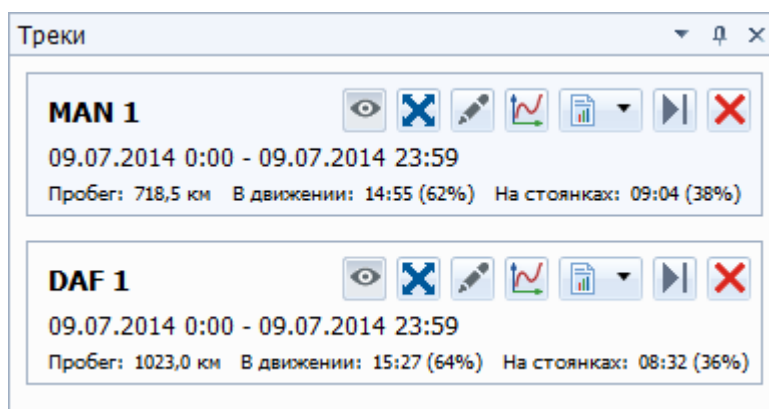 Треки
MAN 1
09.07.2014 0:00 - 09.07.2014 23:59
Пробег: 718,5 км В движении: 14:55 (62%) На стоянках: 09:04 (38%)
DAF 1
09.07.2014 0:00 - 09.07.2014 23:59
Пробег: 1023,0 км В движении: 15:27 (64%) На стоянках: 08:32 (36%)